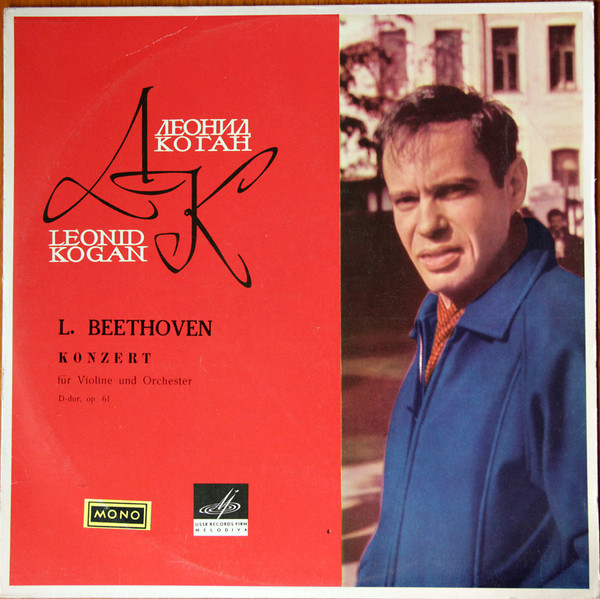 ЛЕОНИД
КОГАН
LEONID
KOGAN
L. BEETHOVEN
KONZERT
für Violine und Orchester
D-dur, op. 61
MONO
USSR RECORDS FIRM
MELODIYA